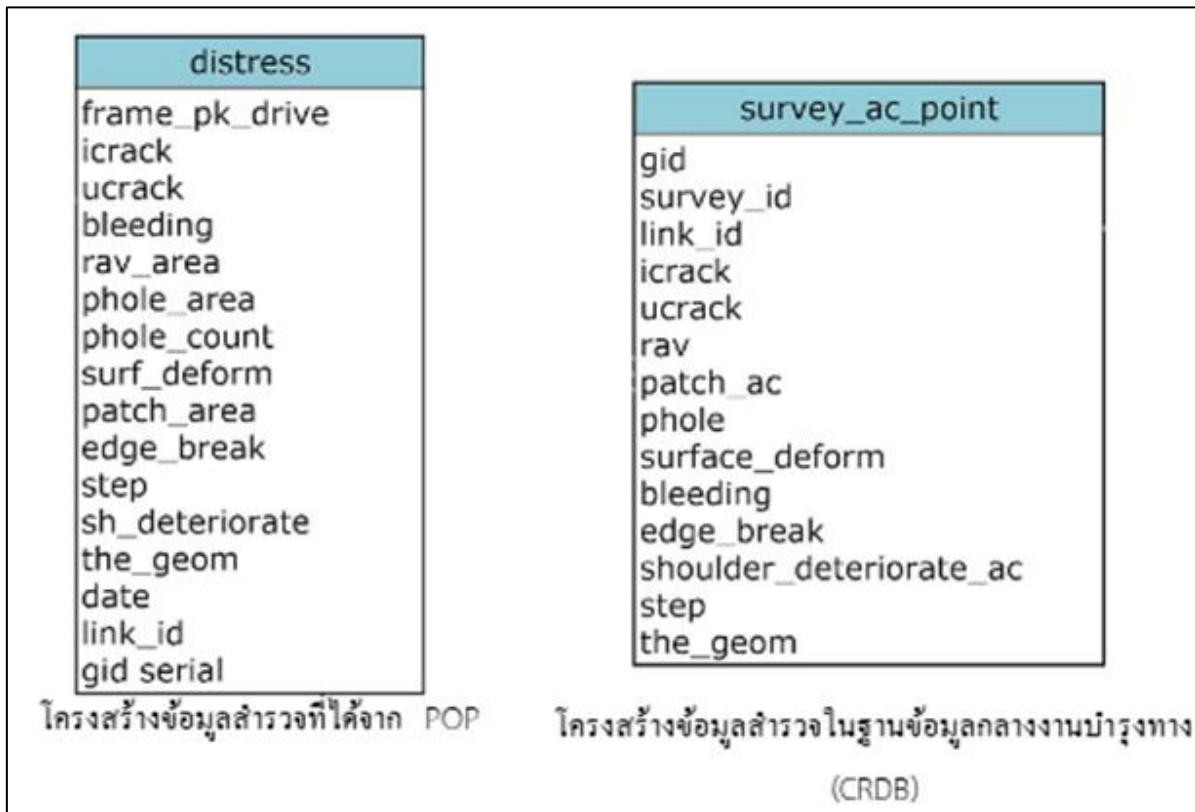 distress
frame_pk_drive
icrack
ucrack
bleeding
rav_area
phole_area
phole_count
surf_deform
patch_area
edge_break
step
sh_deteriorate
the_geom
date
link_id
gid serial
โครงสร้างข้อมูลสำรวจที่ได้จาก POP
survey_ac_point
gid
survey_id
link_id
icrack
ucrack
rav
patch_ac
phole
surface_deform
bleeding
edge_break
shoulder_deteriorate_ac
step
the_geom
โครงสร้างข้อมูลสำรวจในฐานข้อมูลกลางงานบำรุงทาง
(CRDB)